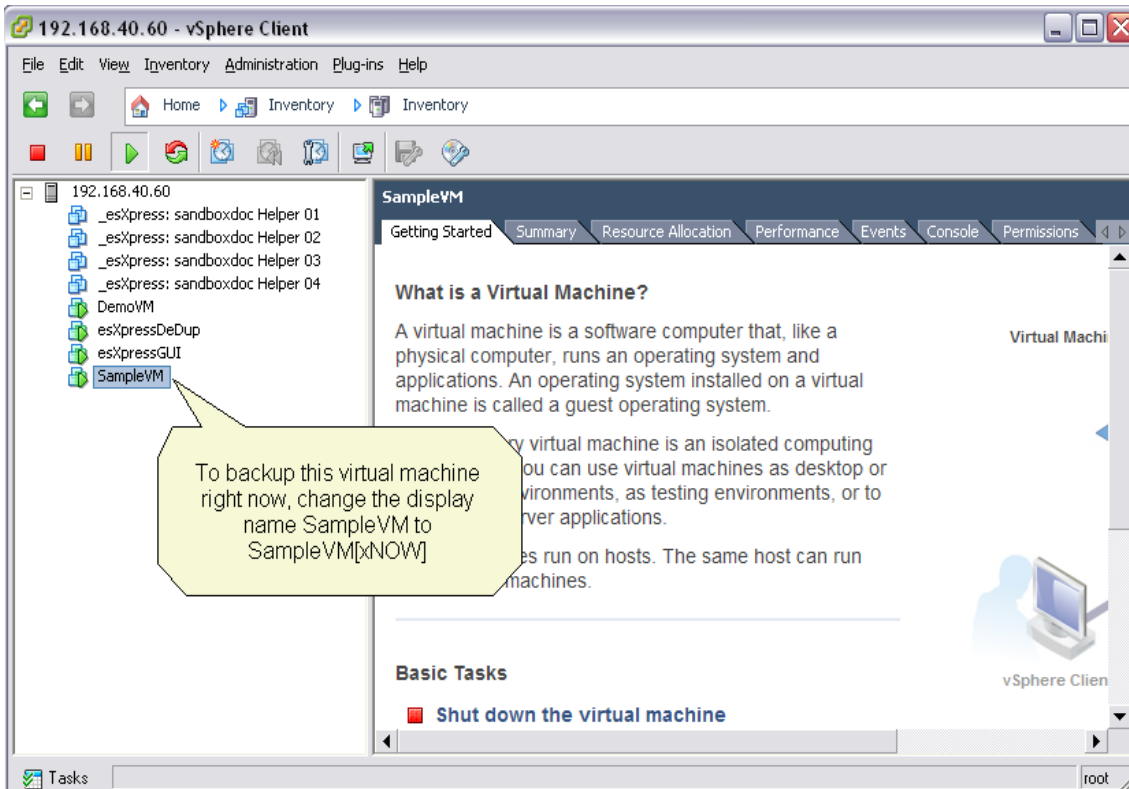 192.168.40.60 - vSphere Client
File Edit View Inventory Administration Plug-ins Help
Home Inventory Inventory
192.168.40.60
_esXpress: sandboxdoc Helper 01
_esXpress: sandboxdoc Helper 02
_esXpress: sandboxdoc Helper 03
_esXpress: sandboxdoc Helper 04
DemoVM
esXpressDeDup
esXpressGUI
SampleVM
To backup this virtual machine
right now, change the display
name SampleVM to
SampleVM[xNOW]
SampleVM
Getting Started Summary Resource Allocation Performance Events Console Permissions
What is a Virtual Machine?
A virtual machine is a software computer that, like a
physical computer, runs an operating system and
applications. An operating system installed on a virtual
machine is called a guest operating system.
virtual machine is an isolated computing
you can use virtual machines as desktop or
environments, as testing environments, or to
applications.
run on hosts. The same host can run
machines.
Virtual
vSphere
Basic Tasks
Shut down the virtual machine
Tasks
root